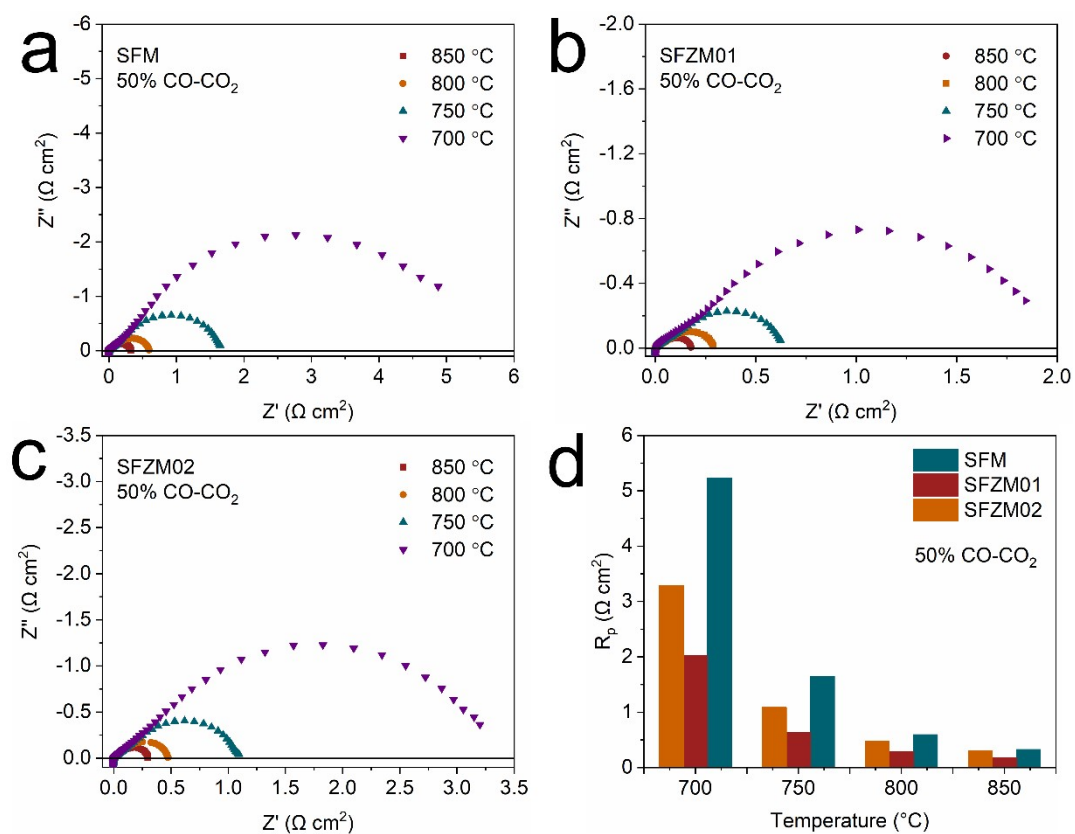 a
SFM
50% CO-CO₂
850 °C
800 °C
750 °C
700 °C
-6
-5
-4
-3
-2
-1
0
0 1 2 3 4 5 6
Z'' (Ω cm²)
Z' (Ω cm²)
b
SFZM01
50% CO-CO₂
850 °C
800 °C
750 °C
700 °C
-2.0
-1.6
-1.2
-0.8
-0.4
0.0
0.0 0.5 1.0 1.5 2.0
Z'' (Ω cm²)
Z' (Ω cm²)
c
SFZM02
50% CO-CO₂
850 °C
800 °C
750 °C
700 °C
-3.5
-3.0
-2.5
-2.0
-1.5
-1.0
-0.5
0.0
0.0 0.5 1.0 1.5 2.0 2.5 3.0 3.5
Z'' (Ω cm²)
Z' (Ω cm²)
d
SFM
SFZM01
SFZM02
50% CO-CO₂
6
5
4
3
2
1
0
700 750 800 850
Rₚ (Ω cm²)
Temperature (°C)